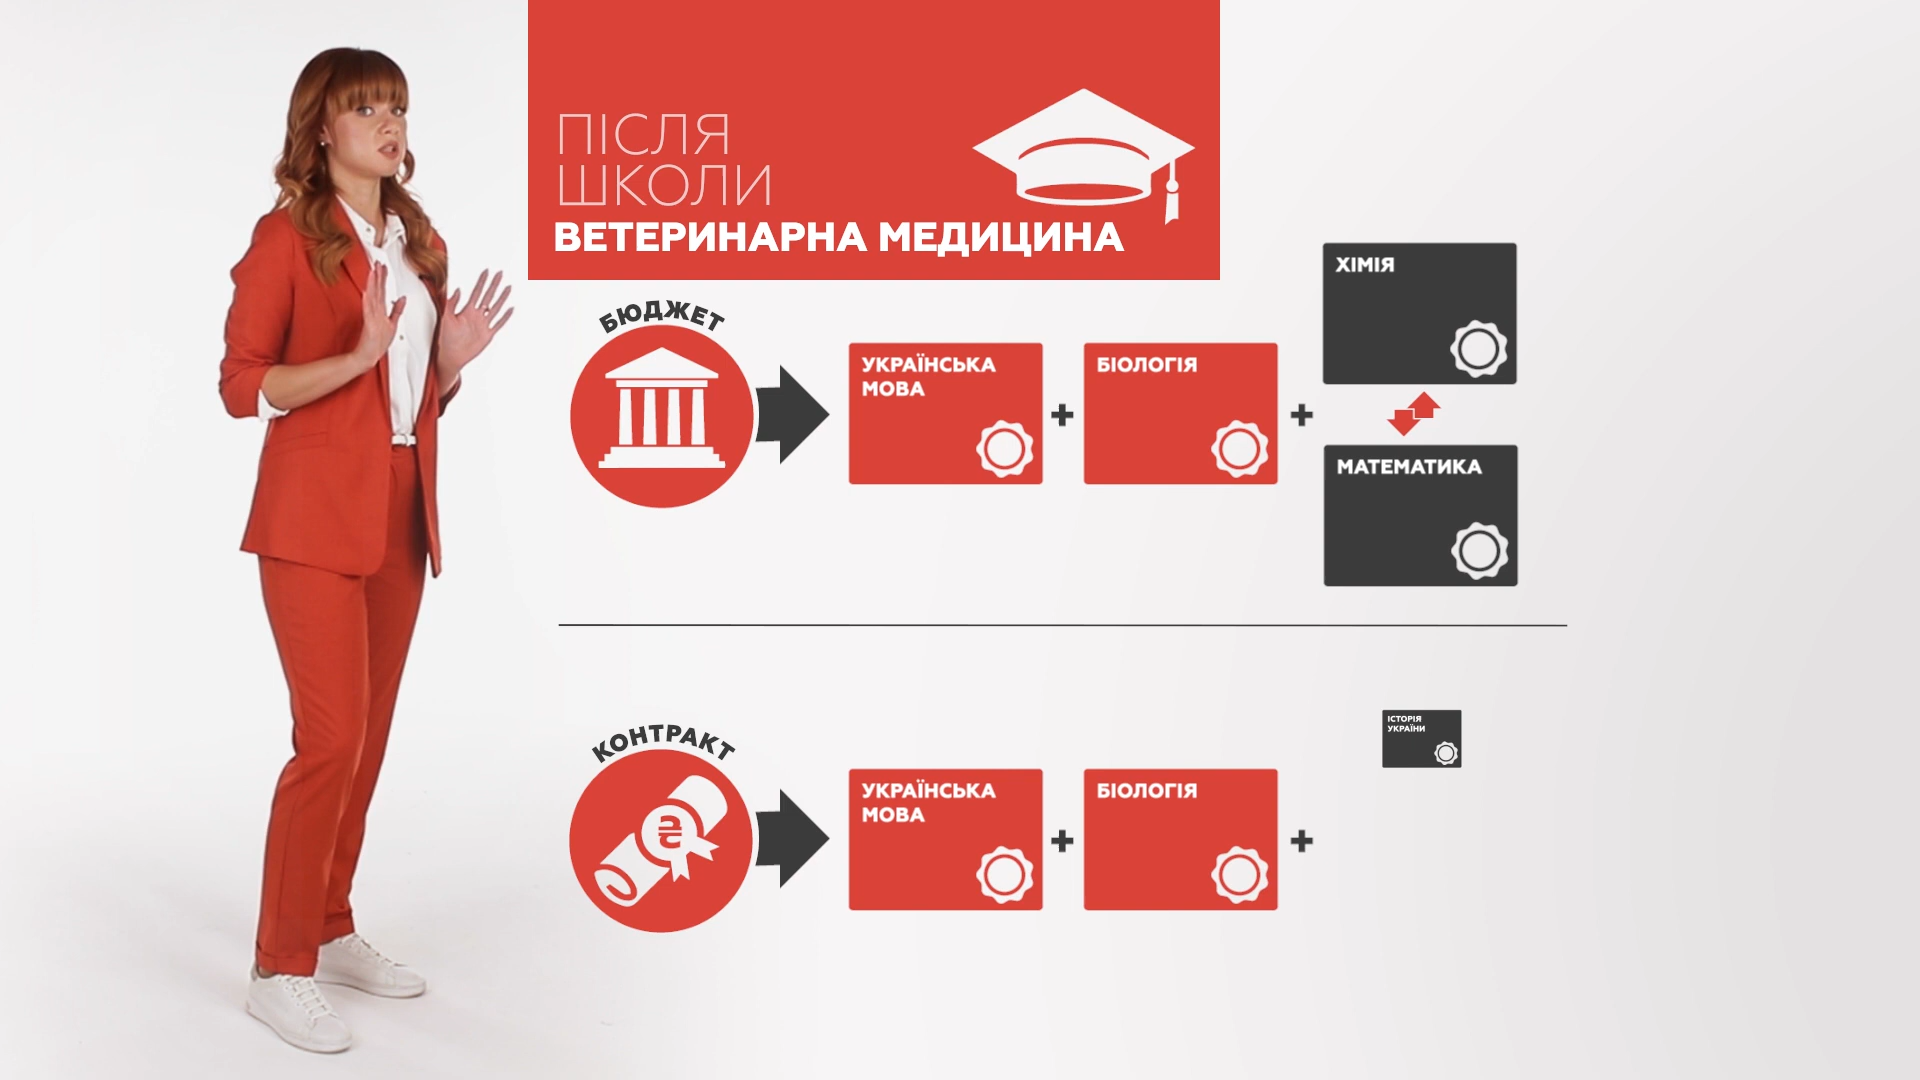 ПІСЛЯ
ШКОЛИ
ВЕТЕРИНАРНА МЕДИЦИНА
БЮДЖЕТ
УКРАЇНСЬКА
МОВА
+
БІОЛОГІЯ
+
ХІМІЯ
МАТЕМАТИКА
КОНТРАКТ
₴
УКРАЇНСЬКА
МОВА
+
БІОЛОГІЯ
+
ІСТОРІЯ
УКРАЇНИ